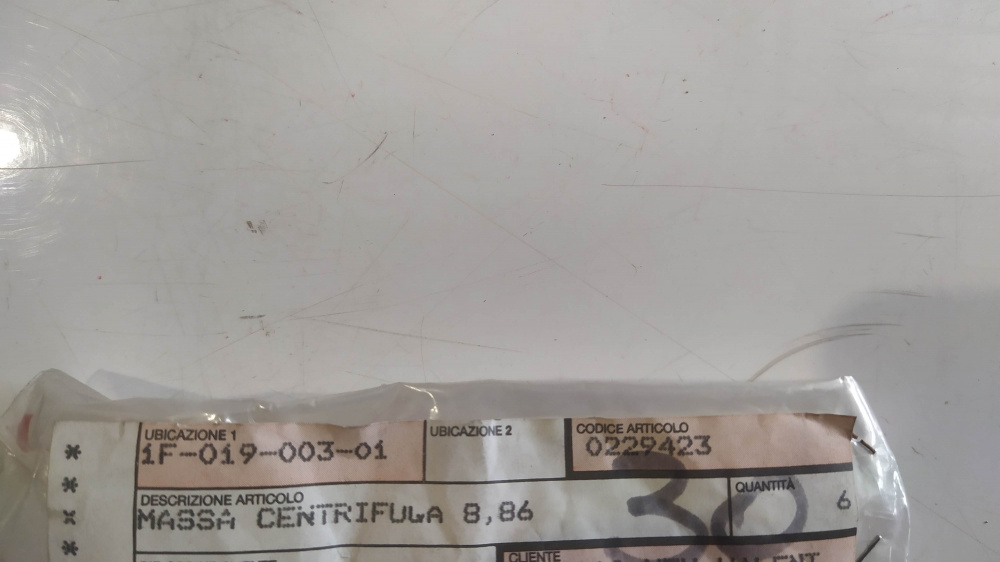 UBICAZIONE 1 UBICAZIONE 2 CODICE ARTICOLO
1F-019-003-01 0229423
DESCRIZIONE ARTICOLO QUANTITÀ
MASSA CENTRIFUGA 8,86 6
30
CLIENTE